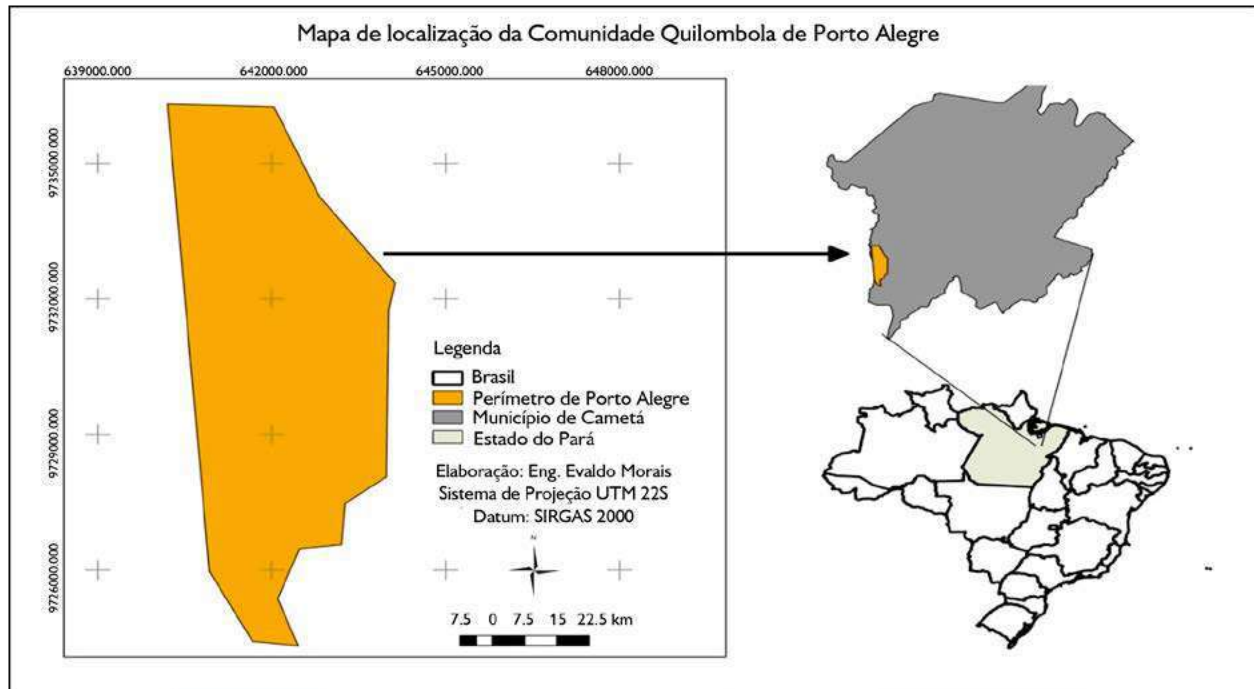 Mapa de localização da Comunidade Quilombola de Porto Alegre
639000.000 642000.000 645000.000 648000.000
9735000.000
9732000.000
9729000.000
9726000.000
Legenda
Brasil
Perímetro de Porto Alegre
Município de Cametá
Estado do Pará
Elaboração: Eng. Evaldo Morais
Sistema de Projeção UTM 22S
Datum: SIRGAS 2000
N
7.5 0 7.5 15 22.5 km